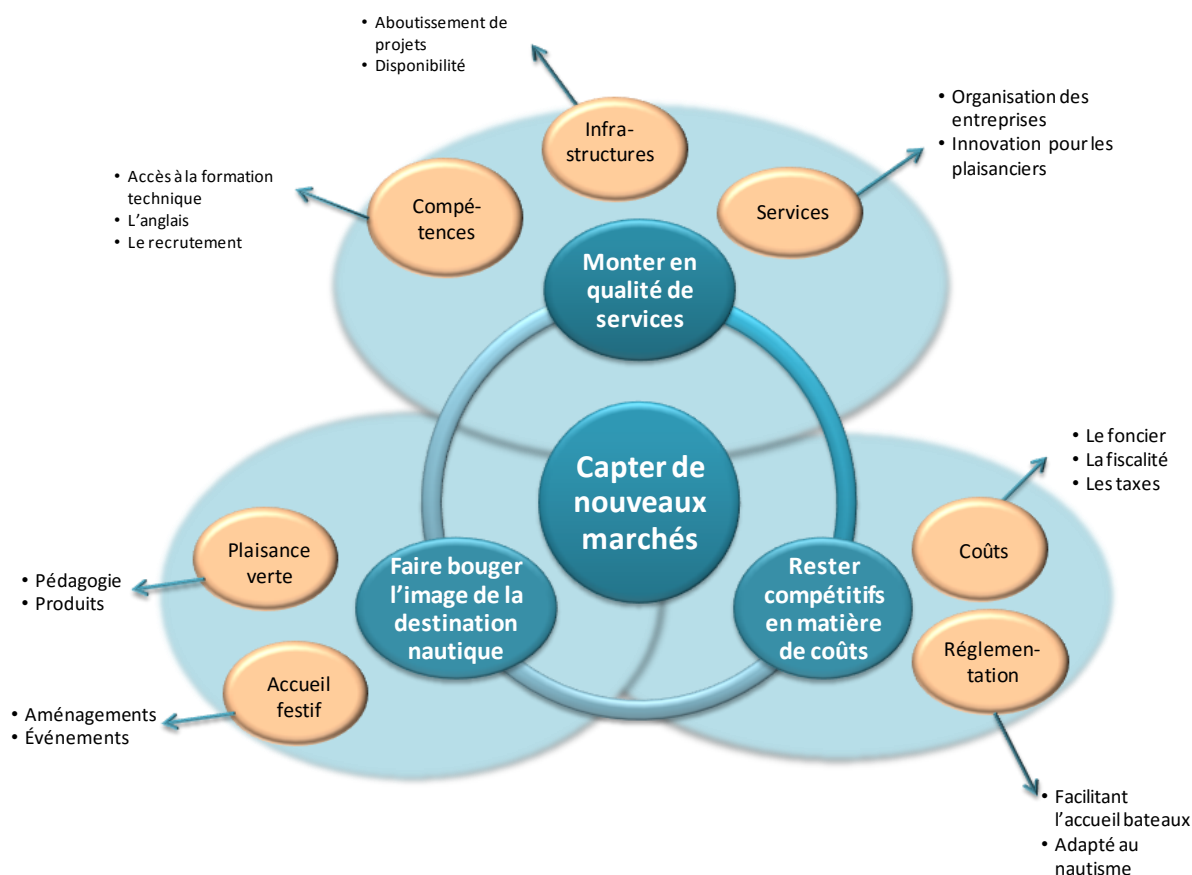 • Aboutissement de
projets
• Disponibilité
Infra-
structures
• Organisation des
entreprises
• Innovation pour les
plaisanciers
Services
• Accès à la formation
technique
• L’anglais
• Le recrutement
Compé-
tences
Monter en
qualité de
services
Capter de
nouveaux
marchés
Faire bouger
l’image de la
destination
nautique
Rester
compétitifs
en matière
de coûts
• Le foncier
• La fiscalité
• Les taxes
Coûts
Réglemen-
tation
• Facilitant
l’accueil bateaux
• Adapté au
nautisme
Plaisance
verte
• Pédagogie
• Produits
Accueil
festif
• Aménagements
• Événements